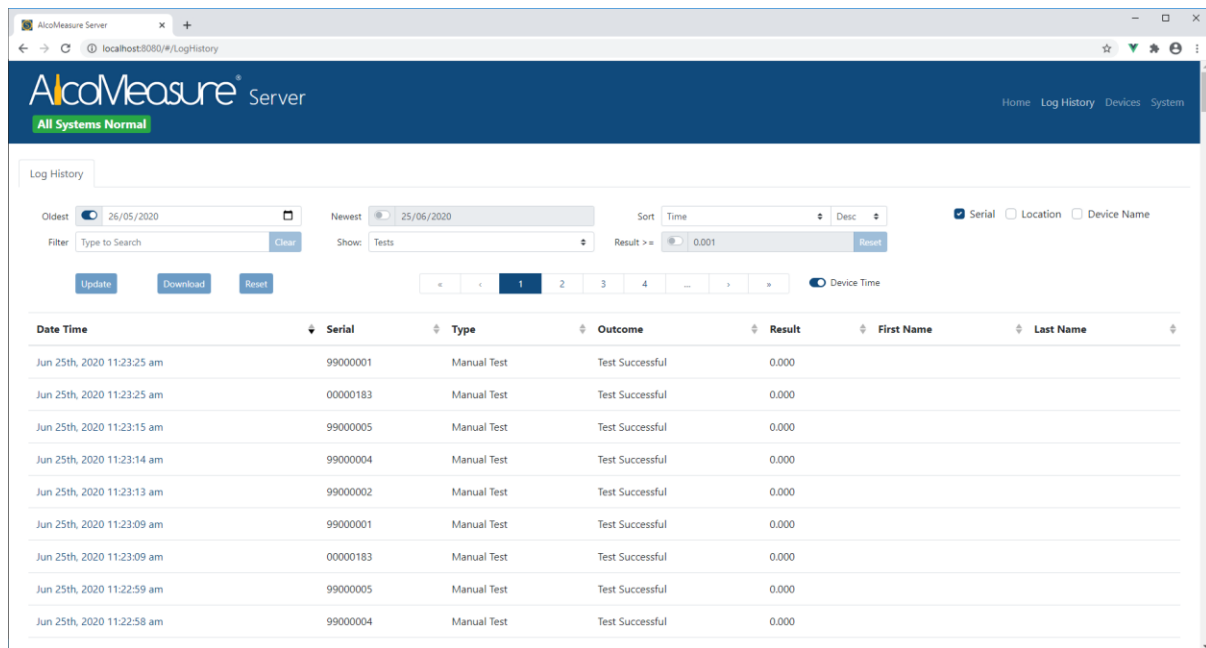 AlcoMeasure Server
localhost:8080/#/LogHistory
AlcoMeasure® Server
All Systems Normal
Home Log History Devices System
Log History
Oldest 26/05/2020 Newest 25/06/2020 Sort Time Desc Serial Location Device Name
Filter Type to Search Clear Show: Tests Result >= 0.001 Reset
Update Download Reset « ‹ 1 2 3 4 ... › » Device Time
Date Time Serial Type Outcome Result First Name Last Name
Jun 25th, 2020 11:23:25 am 99000001 Manual Test Test Successful 0.000
Jun 25th, 2020 11:23:25 am 00000183 Manual Test Test Successful 0.000
Jun 25th, 2020 11:23:15 am 99000005 Manual Test Test Successful 0.000
Jun 25th, 2020 11:23:14 am 99000004 Manual Test Test Successful 0.000
Jun 25th, 2020 11:23:13 am 99000002 Manual Test Test Successful 0.000
Jun 25th, 2020 11:23:09 am 99000001 Manual Test Test Successful 0.000
Jun 25th, 2020 11:23:09 am 00000183 Manual Test Test Successful 0.000
Jun 25th, 2020 11:22:59 am 99000005 Manual Test Test Successful 0.000
Jun 25th, 2020 11:22:58 am 99000004 Manual Test Test Successful 0.000